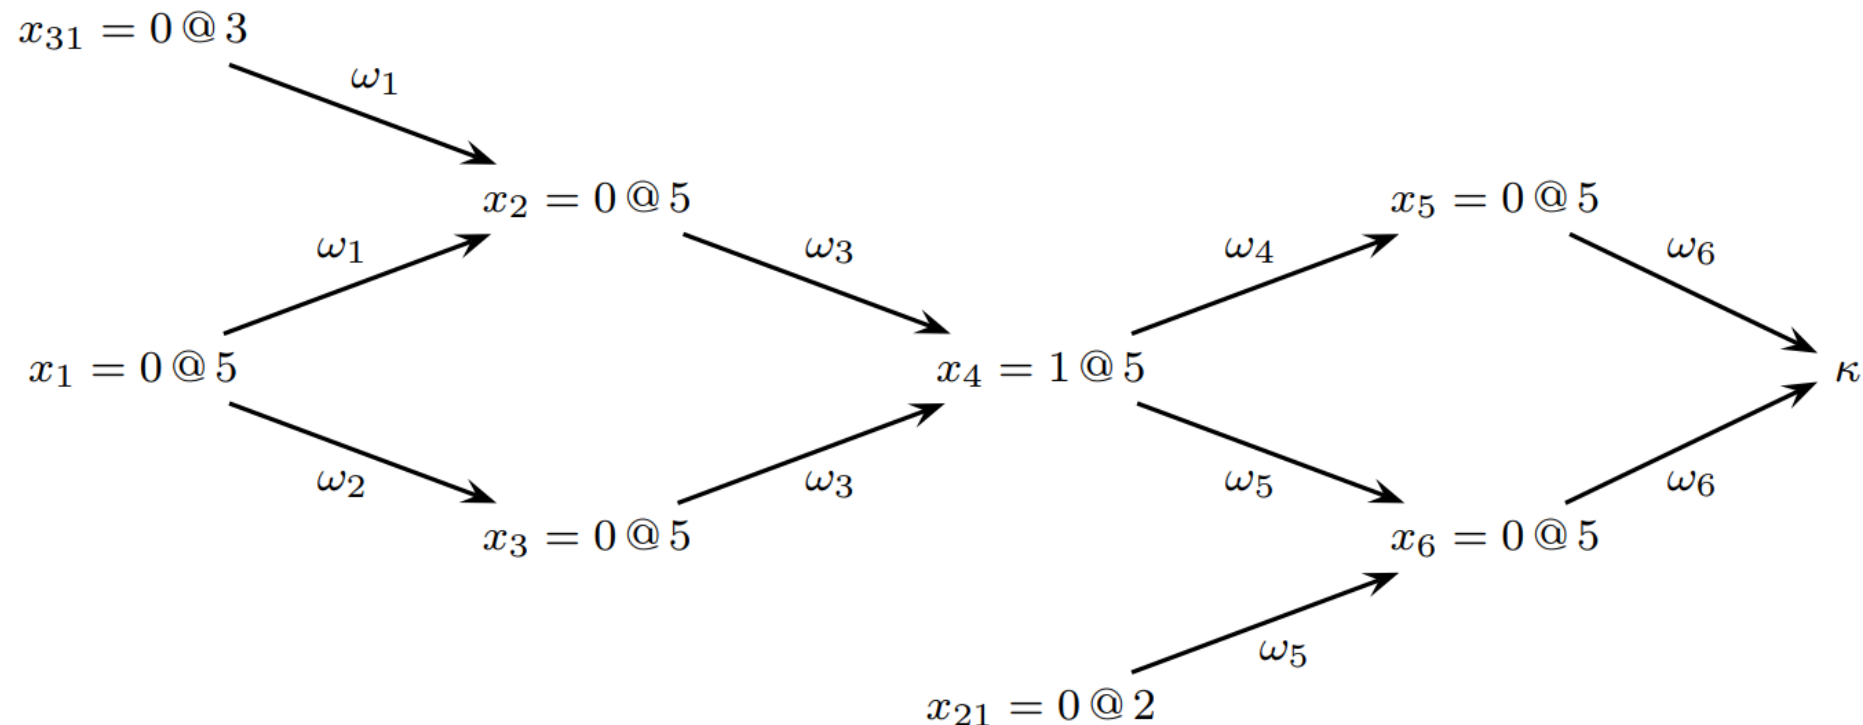 x₃₁ = 0 @ 3
ω₁
x₂ = 0 @ 5
x₅ = 0 @ 5
ω₁
ω₃
ω₄
ω₆
x₁ = 0 @ 5
x₄ = 1 @ 5
κ
ω₂
ω₃
ω₅
ω₆
x₃ = 0 @ 5
x₆ = 0 @ 5
ω₅
x₂₁ = 0 @ 2